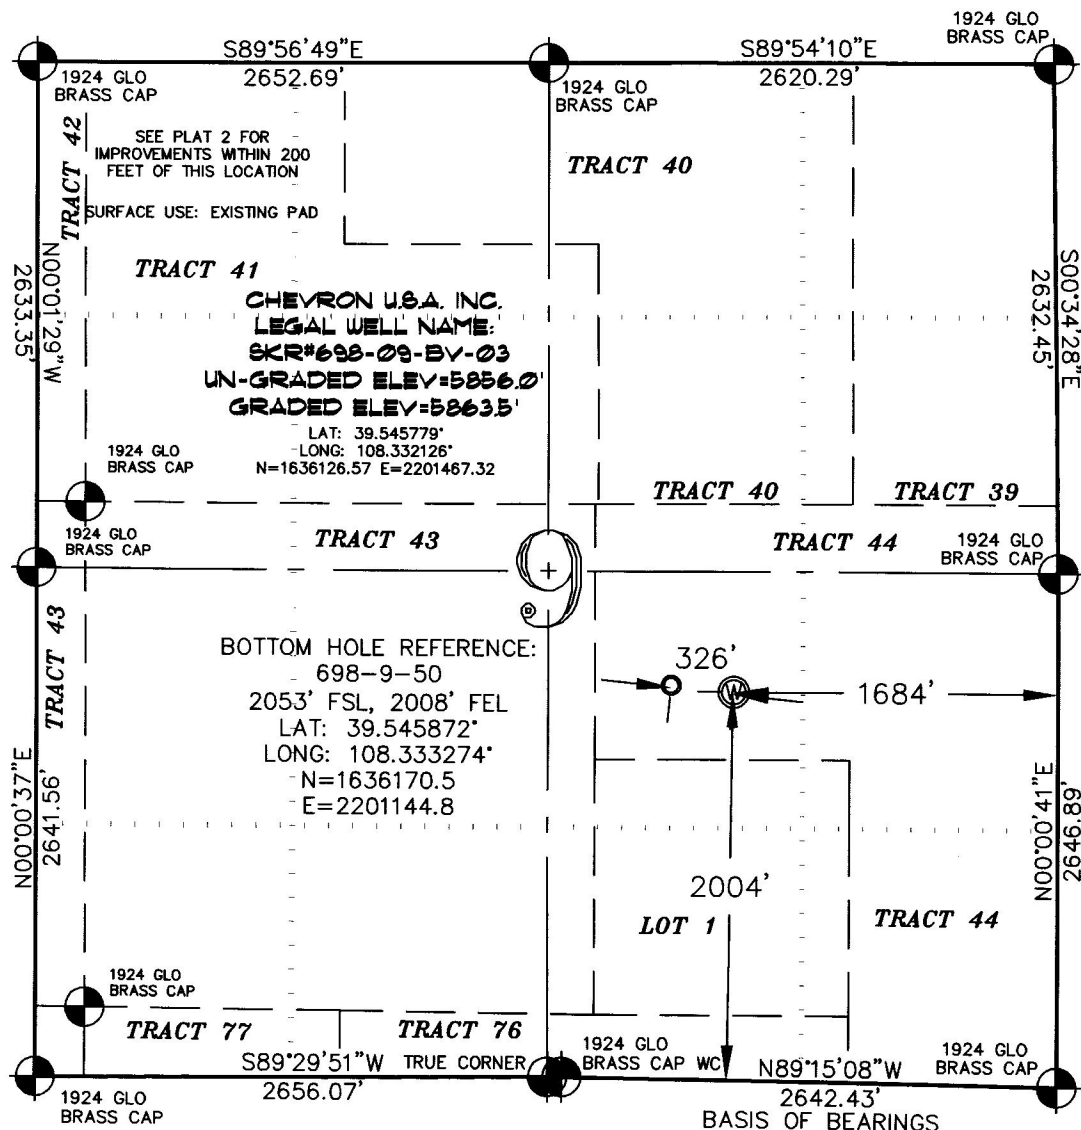 1924 GLO
BRASS CAP
S89°56'49"E
2652.69'
S89°54'10"E
2620.29'
1924 GLO
BRASS CAP
1924 GLO
BRASS CAP
TRACT 42
SEE PLAT 2 FOR
IMPROVEMENTS WITHIN 200
FEET OF THIS LOCATION
SURFACE USE: EXISTING PAD
TRACT 40
TRACT 41
N00°01'29"W
2633.35'
S00°34'28"E
2632.45'
CHEVRON U.S.A. INC.
LEGAL WELL NAME:
SKR#698-09-BV-03
UN-GRADED ELEV=5856.0'
GRADED ELEV=5863.5'
LAT: 39.545779°
LONG: 108.332126°
N=1636126.57 E=2201467.32
1924 GLO
BRASS CAP
TRACT 40
TRACT 39
1924 GLO
BRASS CAP
TRACT 43
9
TRACT 44
1924 GLO
BRASS CAP
TRACT 43
BOTTOM HOLE REFERENCE:
698-9-50
2053' FSL, 2008' FEL
LAT: 39.545872°
LONG: 108.333274°
N=1636170.5
E=2201144.8
326'
W
1684'
N00°00'37"E
2641.56'
N00°00'41"E
2646.89'
2004'
LOT 1
TRACT 44
1924 GLO
BRASS CAP
TRACT 77
TRACT 76
S89°29'51"W
2656.07'
TRUE CORNER
1924 GLO
BRASS CAP WC
N89°15'08"W
2642.43'
BASIS OF BEARINGS
1924 GLO
BRASS CAP
1924 GLO
BRASS CAP